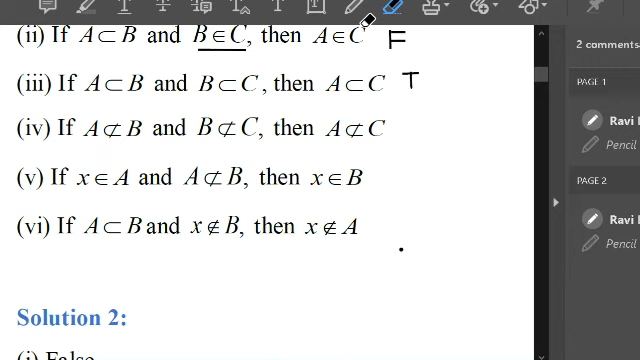 (ii) If A ⊂ B and B ∈ C, then A ∈ C F
2 comments
(iii) If A ⊂ B and B ⊂ C, then A ⊂ C T
PAGE 1
Ravi
Pencil
(iv) If A ⊄ B and B ⊄ C, then A ⊄ C
(v) If x ∈ A and A ⊄ B, then x ∈ B
PAGE 2
(vi) If A ⊂ B and x ∉ B, then x ∉ A
Ravi
Pencil
Solution 2:
(i) False